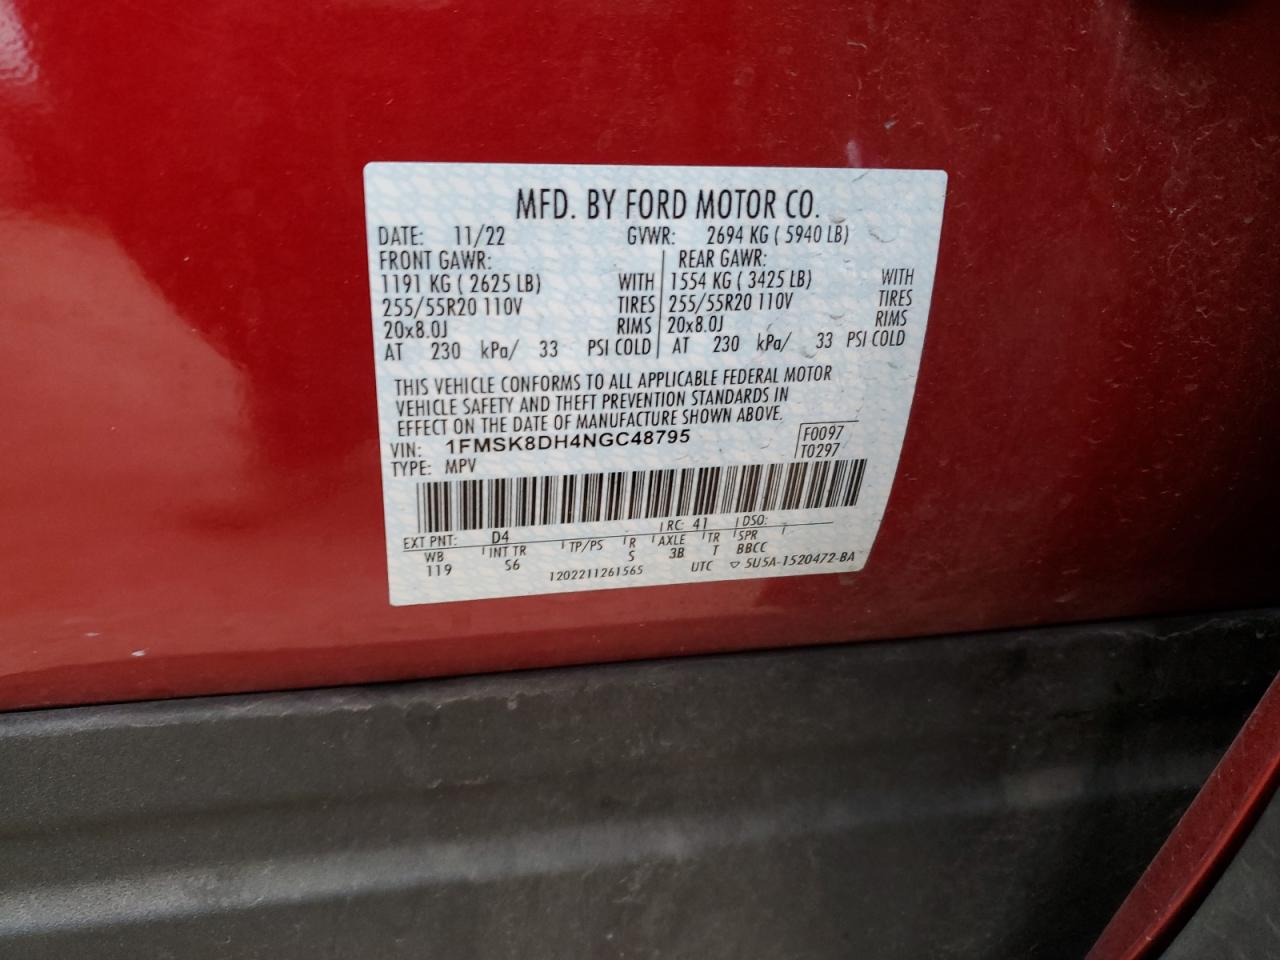 MFD. BY FORD MOTOR CO.
DATE: 11/22 GVWR: 2694 KG ( 5940 LB)
FRONT GAWR: REAR GAWR:
1191 KG ( 2625 LB) WITH 1554 KG ( 3425 LB) WITH
255/55R20 110V TIRES 255/55R20 110V TIRES
20x8.0J RIMS 20x8.0J RIMS
AT 230 kPa/ 33 PSI COLD AT 230 kPa/ 33 PSI COLD
THIS VEHICLE CONFORMS TO ALL APPLICABLE FEDERAL MOTOR
VEHICLE SAFETY AND THEFT PREVENTION STANDARDS IN
EFFECT ON THE DATE OF MANUFACTURE SHOWN ABOVE.
VIN: 1FMSK8DH4NGC48795 F0097
TYPE: MPV T0297
EXT PNT: D4 RC: 41 DSO:
WB INT TR TP/PS R AXLE TR SPR
119 S6 S 3B T BBCC
1202211261565 UTC ▽ 5U5A-1520472-BA